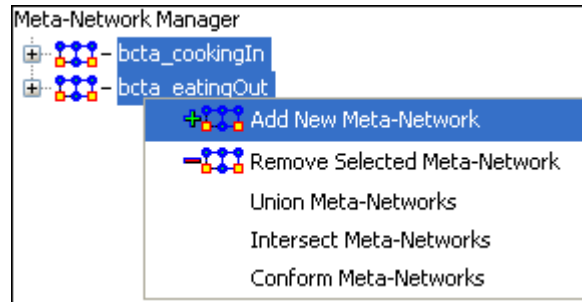 Meta-Network Manager
bcta_cookingIn
bcta_eatingOut
Add New Meta-Network
Remove Selected Meta-Network
Union Meta-Networks
Intersect Meta-Networks
Conform Meta-Networks